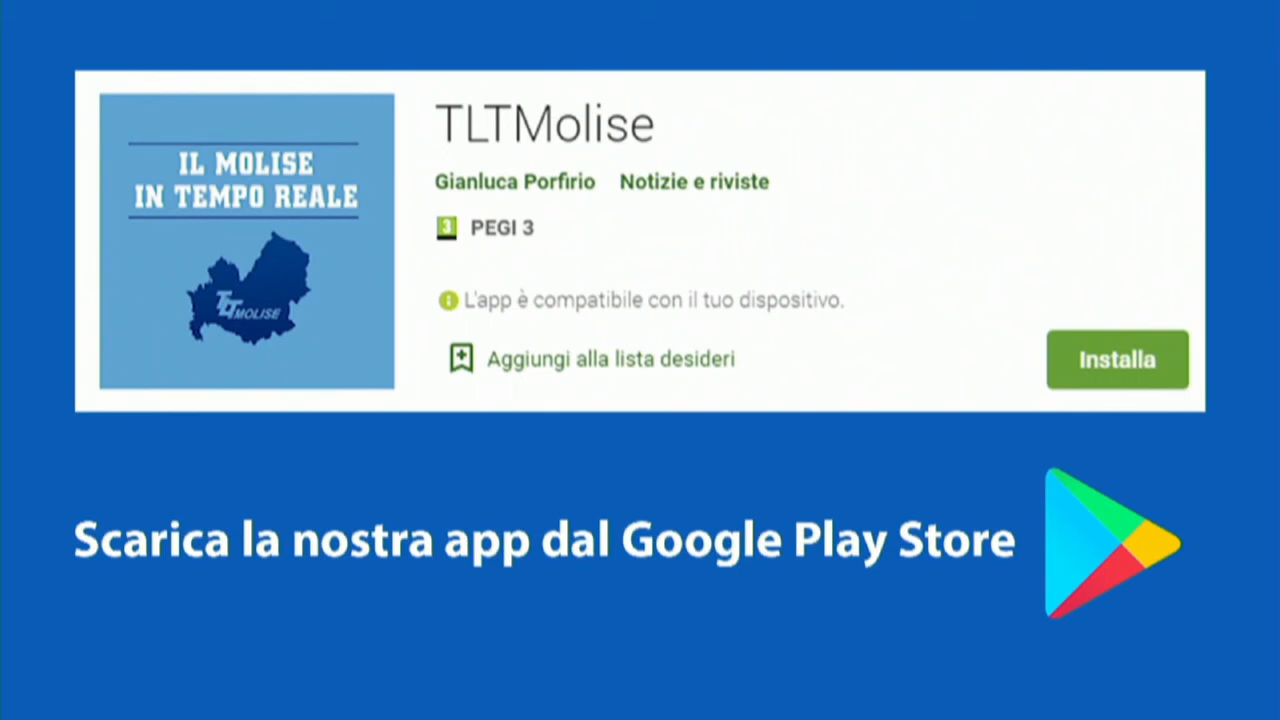 IL MOLISE
IN TEMPO REALE
TLT MOLISE
TLTMolise
Gianluca Porfirio Notizie e riviste
3 PEGI 3
L'app è compatibile con il tuo dispositivo.
Aggiungi alla lista desideri
Installa
Scarica la nostra app dal Google Play Store